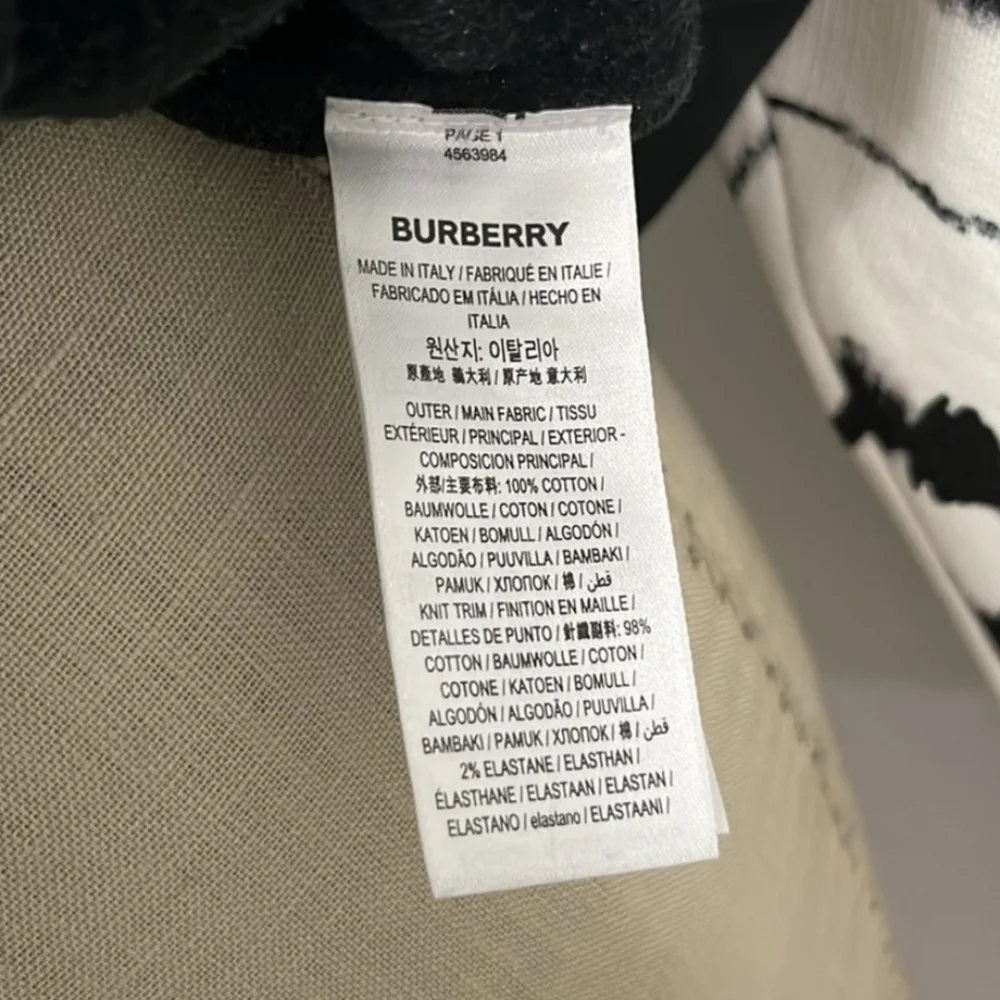 PAGE 1
4563984
BURBERRY
MADE IN ITALY / FABRIQUÉ EN ITALIE /
FABRICADO EM ITÁLIA / HECHO EN
ITALIA
원산지: 이탈리아
原產地 義大利 / 原产地 意大利
OUTER / MAIN FABRIC / TISSU
EXTÉRIEUR / PRINCIPAL / EXTERIOR -
COMPOSICION PRINCIPAL /
外部/主要布料: 100% COTTON /
BAUMWOLLE / COTON / COTONE /
KATOEN / BOMULL / ALGODÓN /
ALGODÃO / PUUVILLA / BAMBAKI /
PAMUK / ХЛОПОК / 棉 / قطن
KNIT TRIM / FINITION EN MAILLE /
DETALLES DE PUNTO / 針織副料: 98%
COTTON / BAUMWOLLE / COTON /
COTONE / KATOEN / BOMULL /
ALGODÓN / ALGODÃO / PUUVILLA /
BAMBAKI / PAMUK / ХЛОПОК / 棉 / قطن
2% ELASTANE / ELASTHAN /
ÉLASTHANE / ELASTAAN / ELASTAN /
ELASTANO / elastano / ELASTAANI /